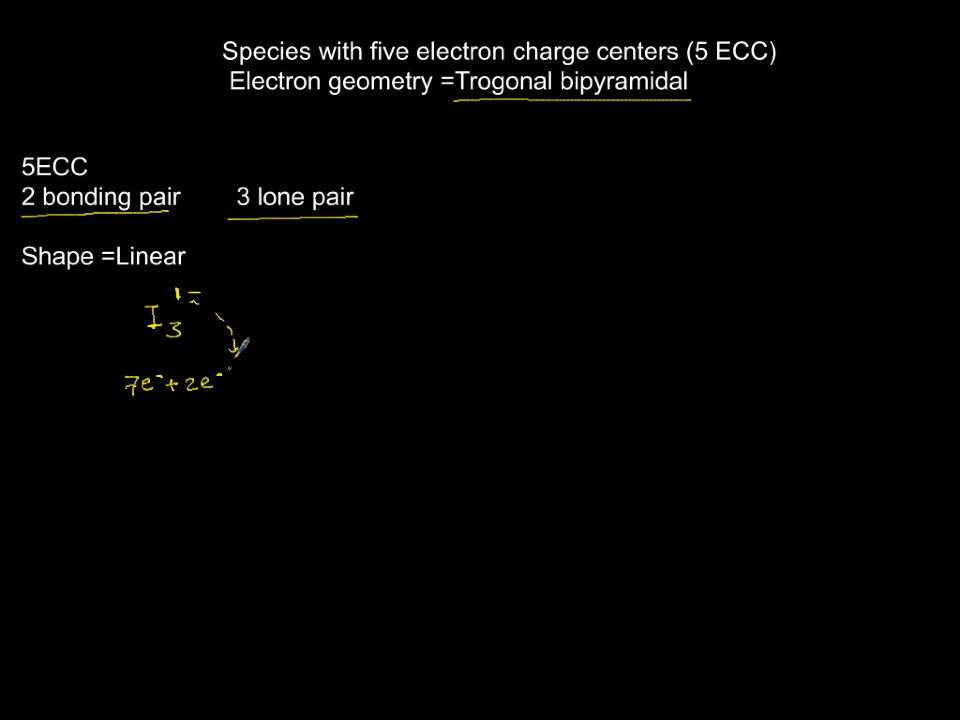 Species with five electron charge centers (5 ECC)
Electron geometry =Trogonal bipyramidal
5ECC
2 bonding pair 3 lone pair
Shape =Linear
I₃¹⁻
7e⁻+2e⁻